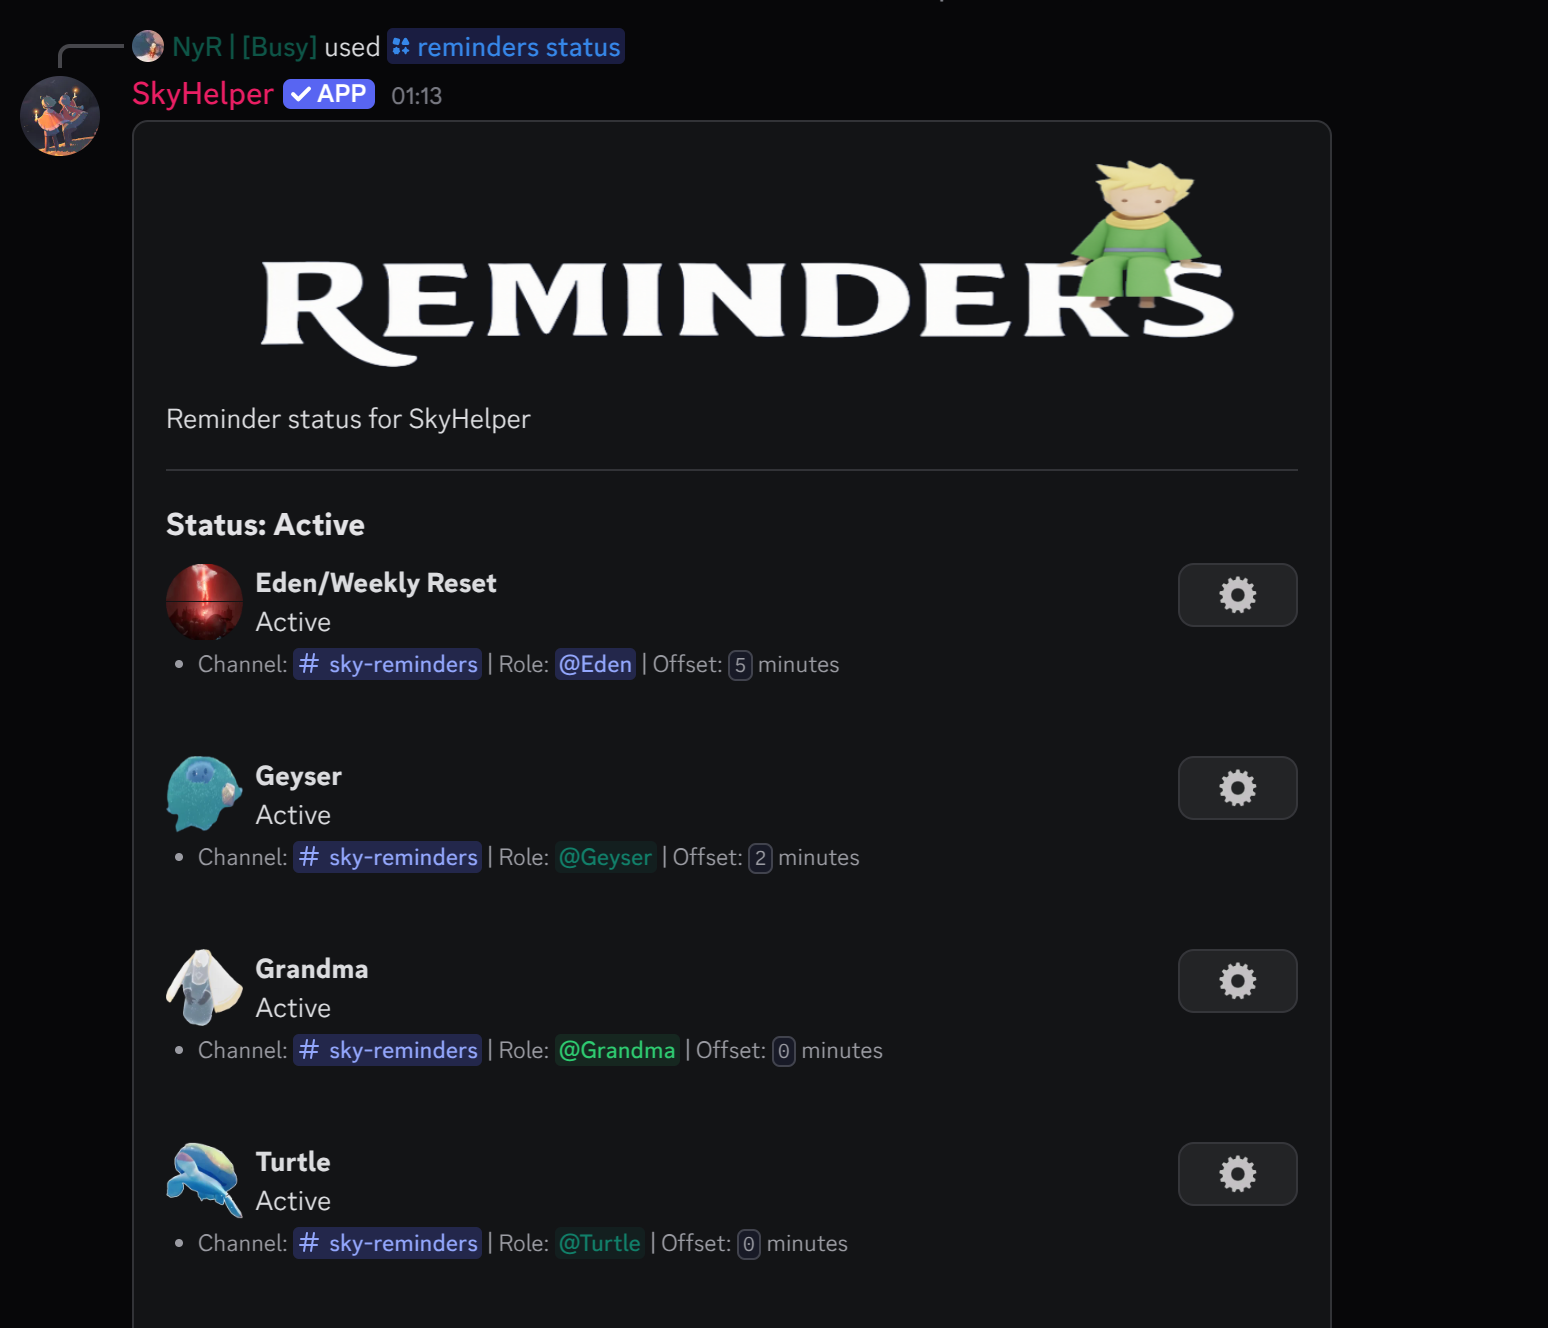 NyR | [Busy] used reminders status
SkyHelper APP 01:13
REMINDERS
Reminder status for SkyHelper
Status: Active
Eden/Weekly Reset
Active
• Channel: # sky-reminders | Role: @Eden | Offset: 5 minutes
Geyser
Active
• Channel: # sky-reminders | Role: @Geyser | Offset: 2 minutes
Grandma
Active
• Channel: # sky-reminders | Role: @Grandma | Offset: 0 minutes
Turtle
Active
• Channel: # sky-reminders | Role: @Turtle | Offset: 0 minutes